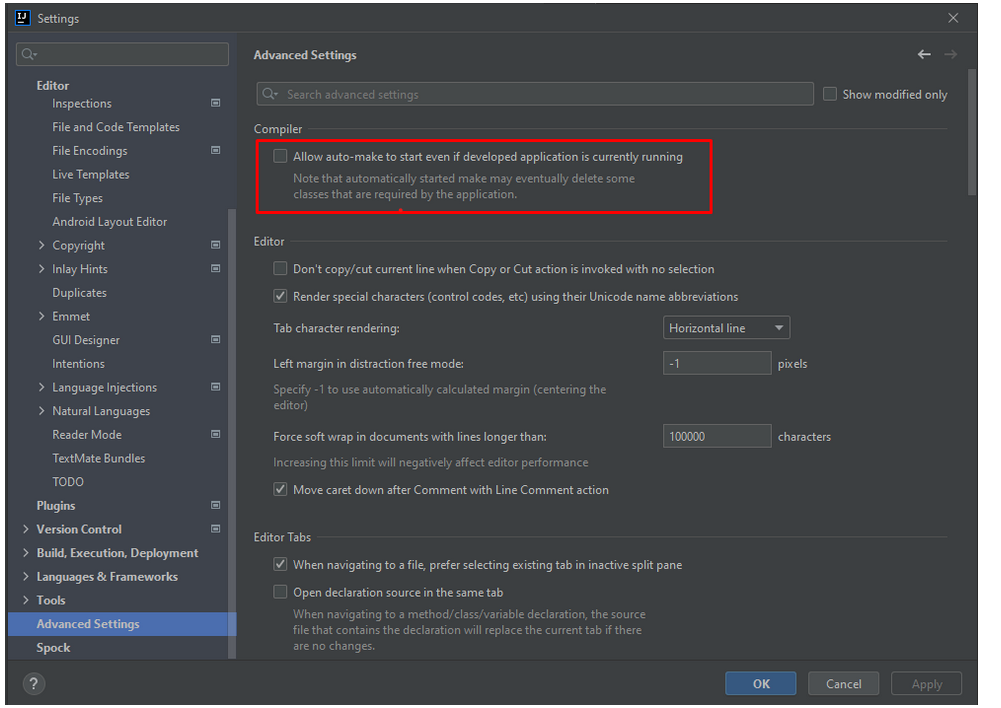 IJ
Settings
Editor
Inspections
File and Code Templates
File Encodings
Live Templates
File Types
Android Layout Editor
Copyright
Inlay Hints
Duplicates
Emmet
GUI Designer
Intentions
Language Injections
Natural Languages
Reader Mode
TextMate Bundles
TODO
Plugins
Version Control
Build, Execution, Deployment
Languages & Frameworks
Tools
Advanced Settings
Spock
Advanced Settings
Search advanced settings
Show modified only
Compiler
Allow auto-make to start even if developed application is currently running
Note that automatically started make may eventually delete some
classes that are required by the application.
Editor
Don't copy/cut current line when Copy or Cut action is invoked with no selection
Render special characters (control codes, etc) using their Unicode name abbreviations
Tab character rendering:
Horizontal line
Left margin in distraction free mode:
-1
pixels
Specify -1 to use automatically calculated margin (centering the
editor)
Force soft wrap in documents with lines longer than:
100000
characters
Increasing this limit will negatively affect editor performance
Move caret down after Comment with Line Comment action
Editor Tabs
When navigating to a file, prefer selecting existing tab in inactive split pane
Open declaration source in the same tab
When navigating to a method/class/variable declaration, the source
file that contains the declaration will replace the current tab if there
are no changes.
?
OK
Cancel
Apply